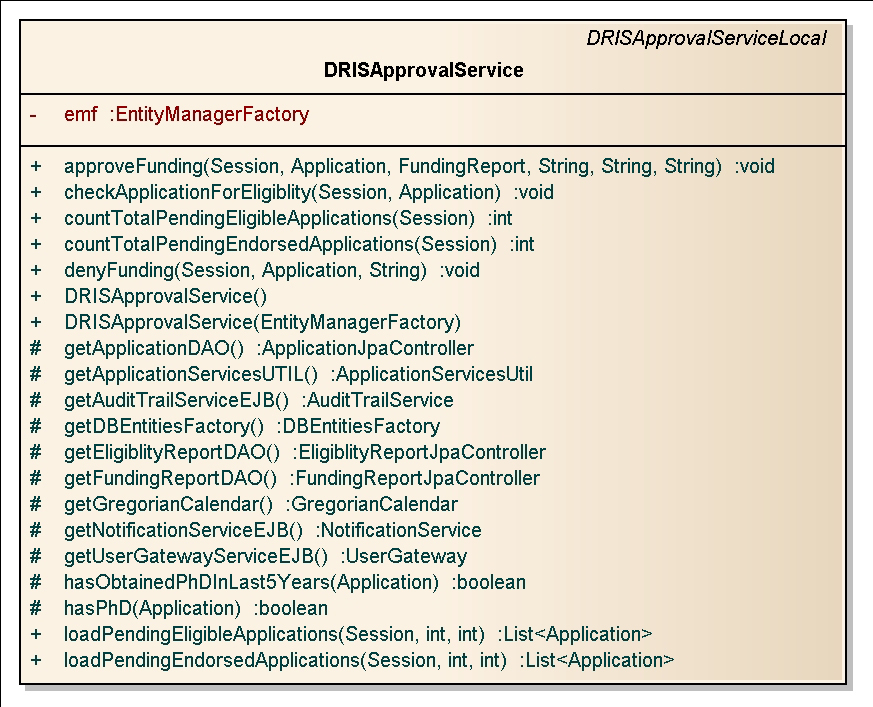 DRISApprovalServiceLocal
DRISApprovalService
- emf :EntityManagerFactory
+ approveFunding(Session, Application, FundingReport, String, String, String) :void
+ checkApplicationForEligiblity(Session, Application) :void
+ countTotalPendingEligibleApplications(Session) :int
+ countTotalPendingEndorsedApplications(Session) :int
+ denyFunding(Session, Application, String) :void
+ DRISApprovalService()
+ DRISApprovalService(EntityManagerFactory)
# getApplicationDAO() :ApplicationJpaController
# getApplicationServicesUTIL() :ApplicationServicesUtil
# getAuditTrailServiceEJB() :AuditTrailService
# getDBEntitiesFactory() :DBEntitiesFactory
# getEligiblityReportDAO() :EligiblityReportJpaController
# getFundingReportDAO() :FundingReportJpaController
# getGregorianCalendar() :GregorianCalendar
# getNotificationServiceEJB() :NotificationService
# getUserGatewayServiceEJB() :UserGateway
# hasObtainedPhDInLast5Years(Application) :boolean
# hasPhD(Application) :boolean
+ loadPendingEligibleApplications(Session, int, int) :List<Application>
+ loadPendingEndorsedApplications(Session, int, int) :List<Application>